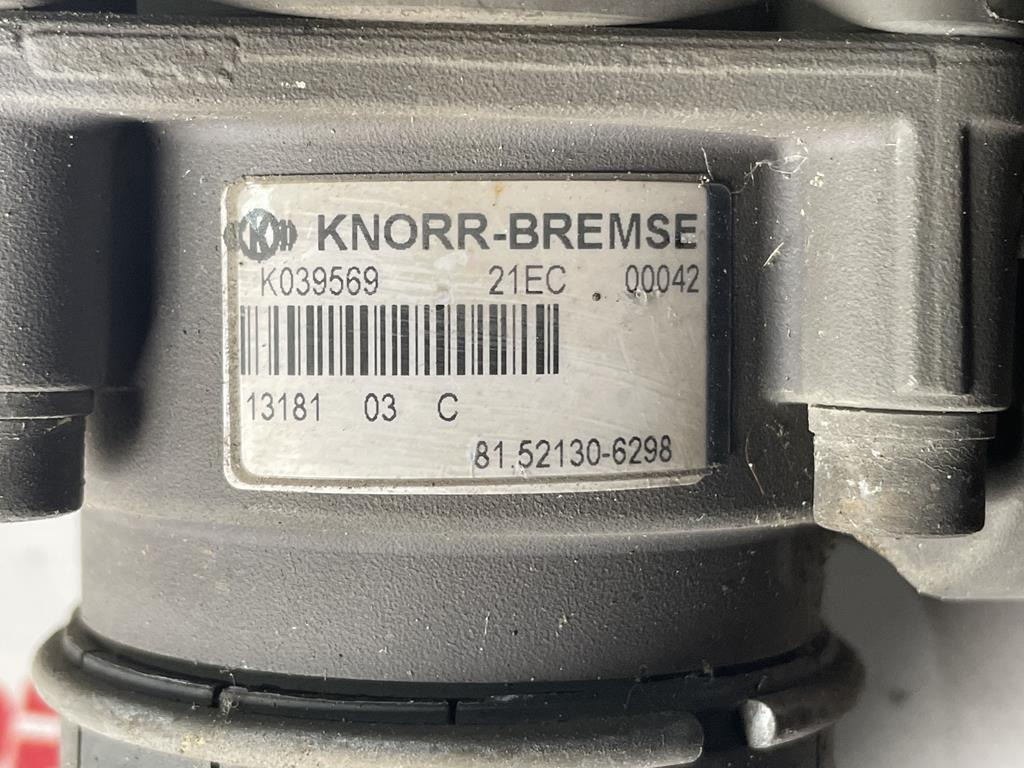 K KNORR-BREMSE
K039569 21EC 00042
13181 03 C
81.52130-6298